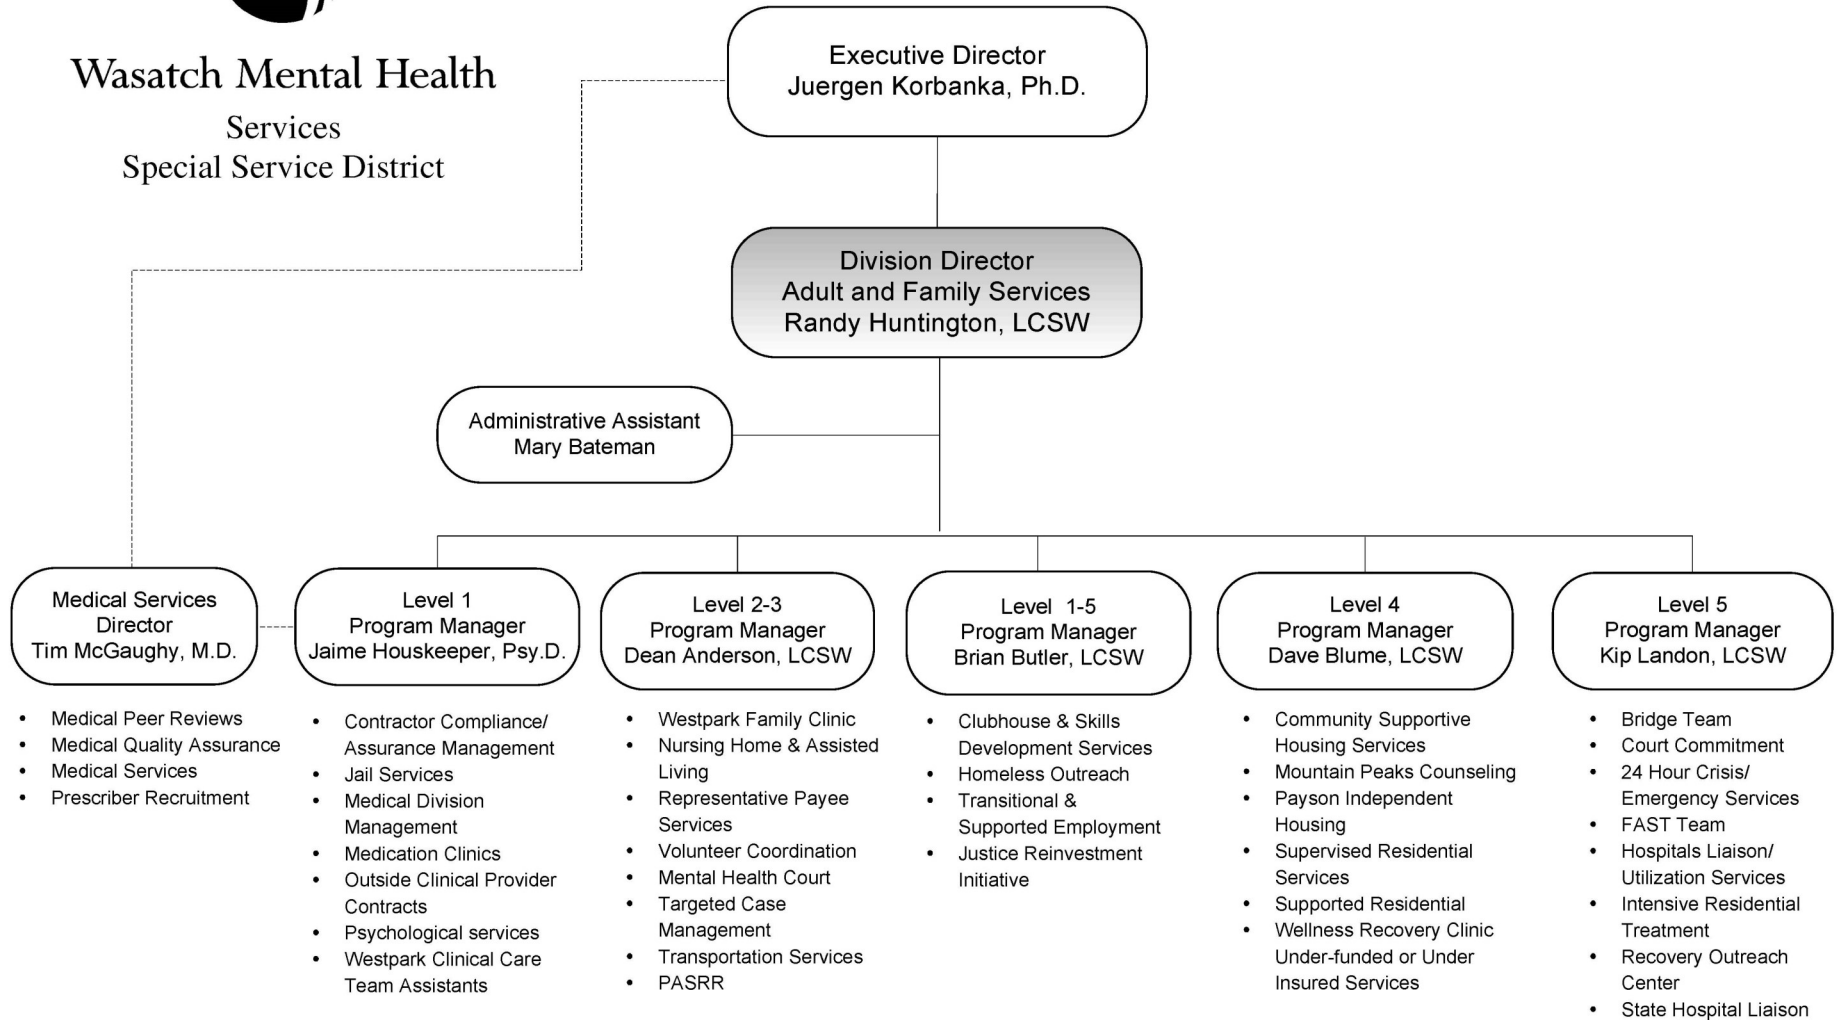 Wasatch Mental Health
Services
Special Service District
Executive Director
Juergen Korbanka, Ph.D.
Division Director
Adult and Family Services
Randy Huntington, LCSW
Administrative Assistant
Mary Bateman
Medical Services
Director
Tim McGaughy, M.D.
• Medical Peer Reviews
• Medical Quality Assurance
• Medical Services
• Prescriber Recruitment
Level 1
Program Manager
Jaime Houskeeper, Psy.D.
• Contractor Compliance/
Assurance Management
• Jail Services
• Medical Division
Management
• Medication Clinics
• Outside Clinical Provider
Contracts
• Psychological services
• Westpark Clinical Care
Team Assistants
Level 2-3
Program Manager
Dean Anderson, LCSW
• Westpark Family Clinic
• Nursing Home & Assisted
Living
• Representative Payee
Services
• Volunteer Coordination
• Mental Health Court
• Targeted Case
Management
• Transportation Services
• PASRR
Level 1-5
Program Manager
Brian Butler, LCSW
• Clubhouse & Skills
Development Services
• Homeless Outreach
• Transitional &
Supported Employment
• Justice Reinvestment
Initiative
Level 4
Program Manager
Dave Blume, LCSW
• Community Supportive
Housing Services
• Mountain Peaks Counseling
• Payson Independent
Housing
• Supervised Residential
Services
• Supported Residential
• Wellness Recovery Clinic
Under-funded or Under
Insured Services
Level 5
Program Manager
Kip Landon, LCSW
• Bridge Team
• Court Commitment
• 24 Hour Crisis/
Emergency Services
• FAST Team
• Hospitals Liaison/
Utilization Services
• Intensive Residential
Treatment
• Recovery Outreach
Center
• State Hospital Liaison